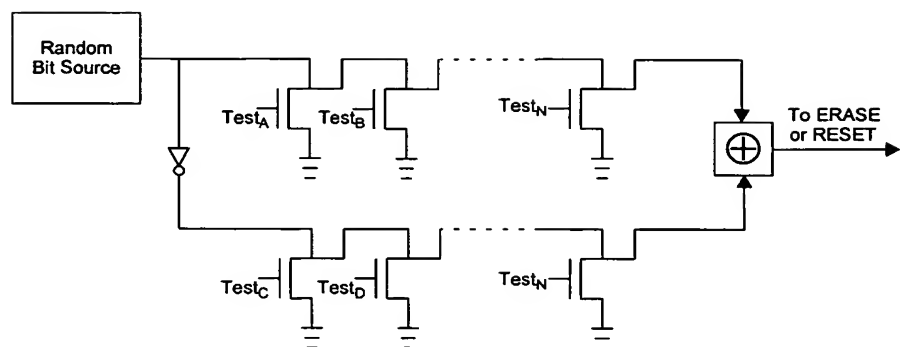 Random
Bit Source
TestA
TestB
TestN
To ERASE
or RESET
TestC
TestD
TestN